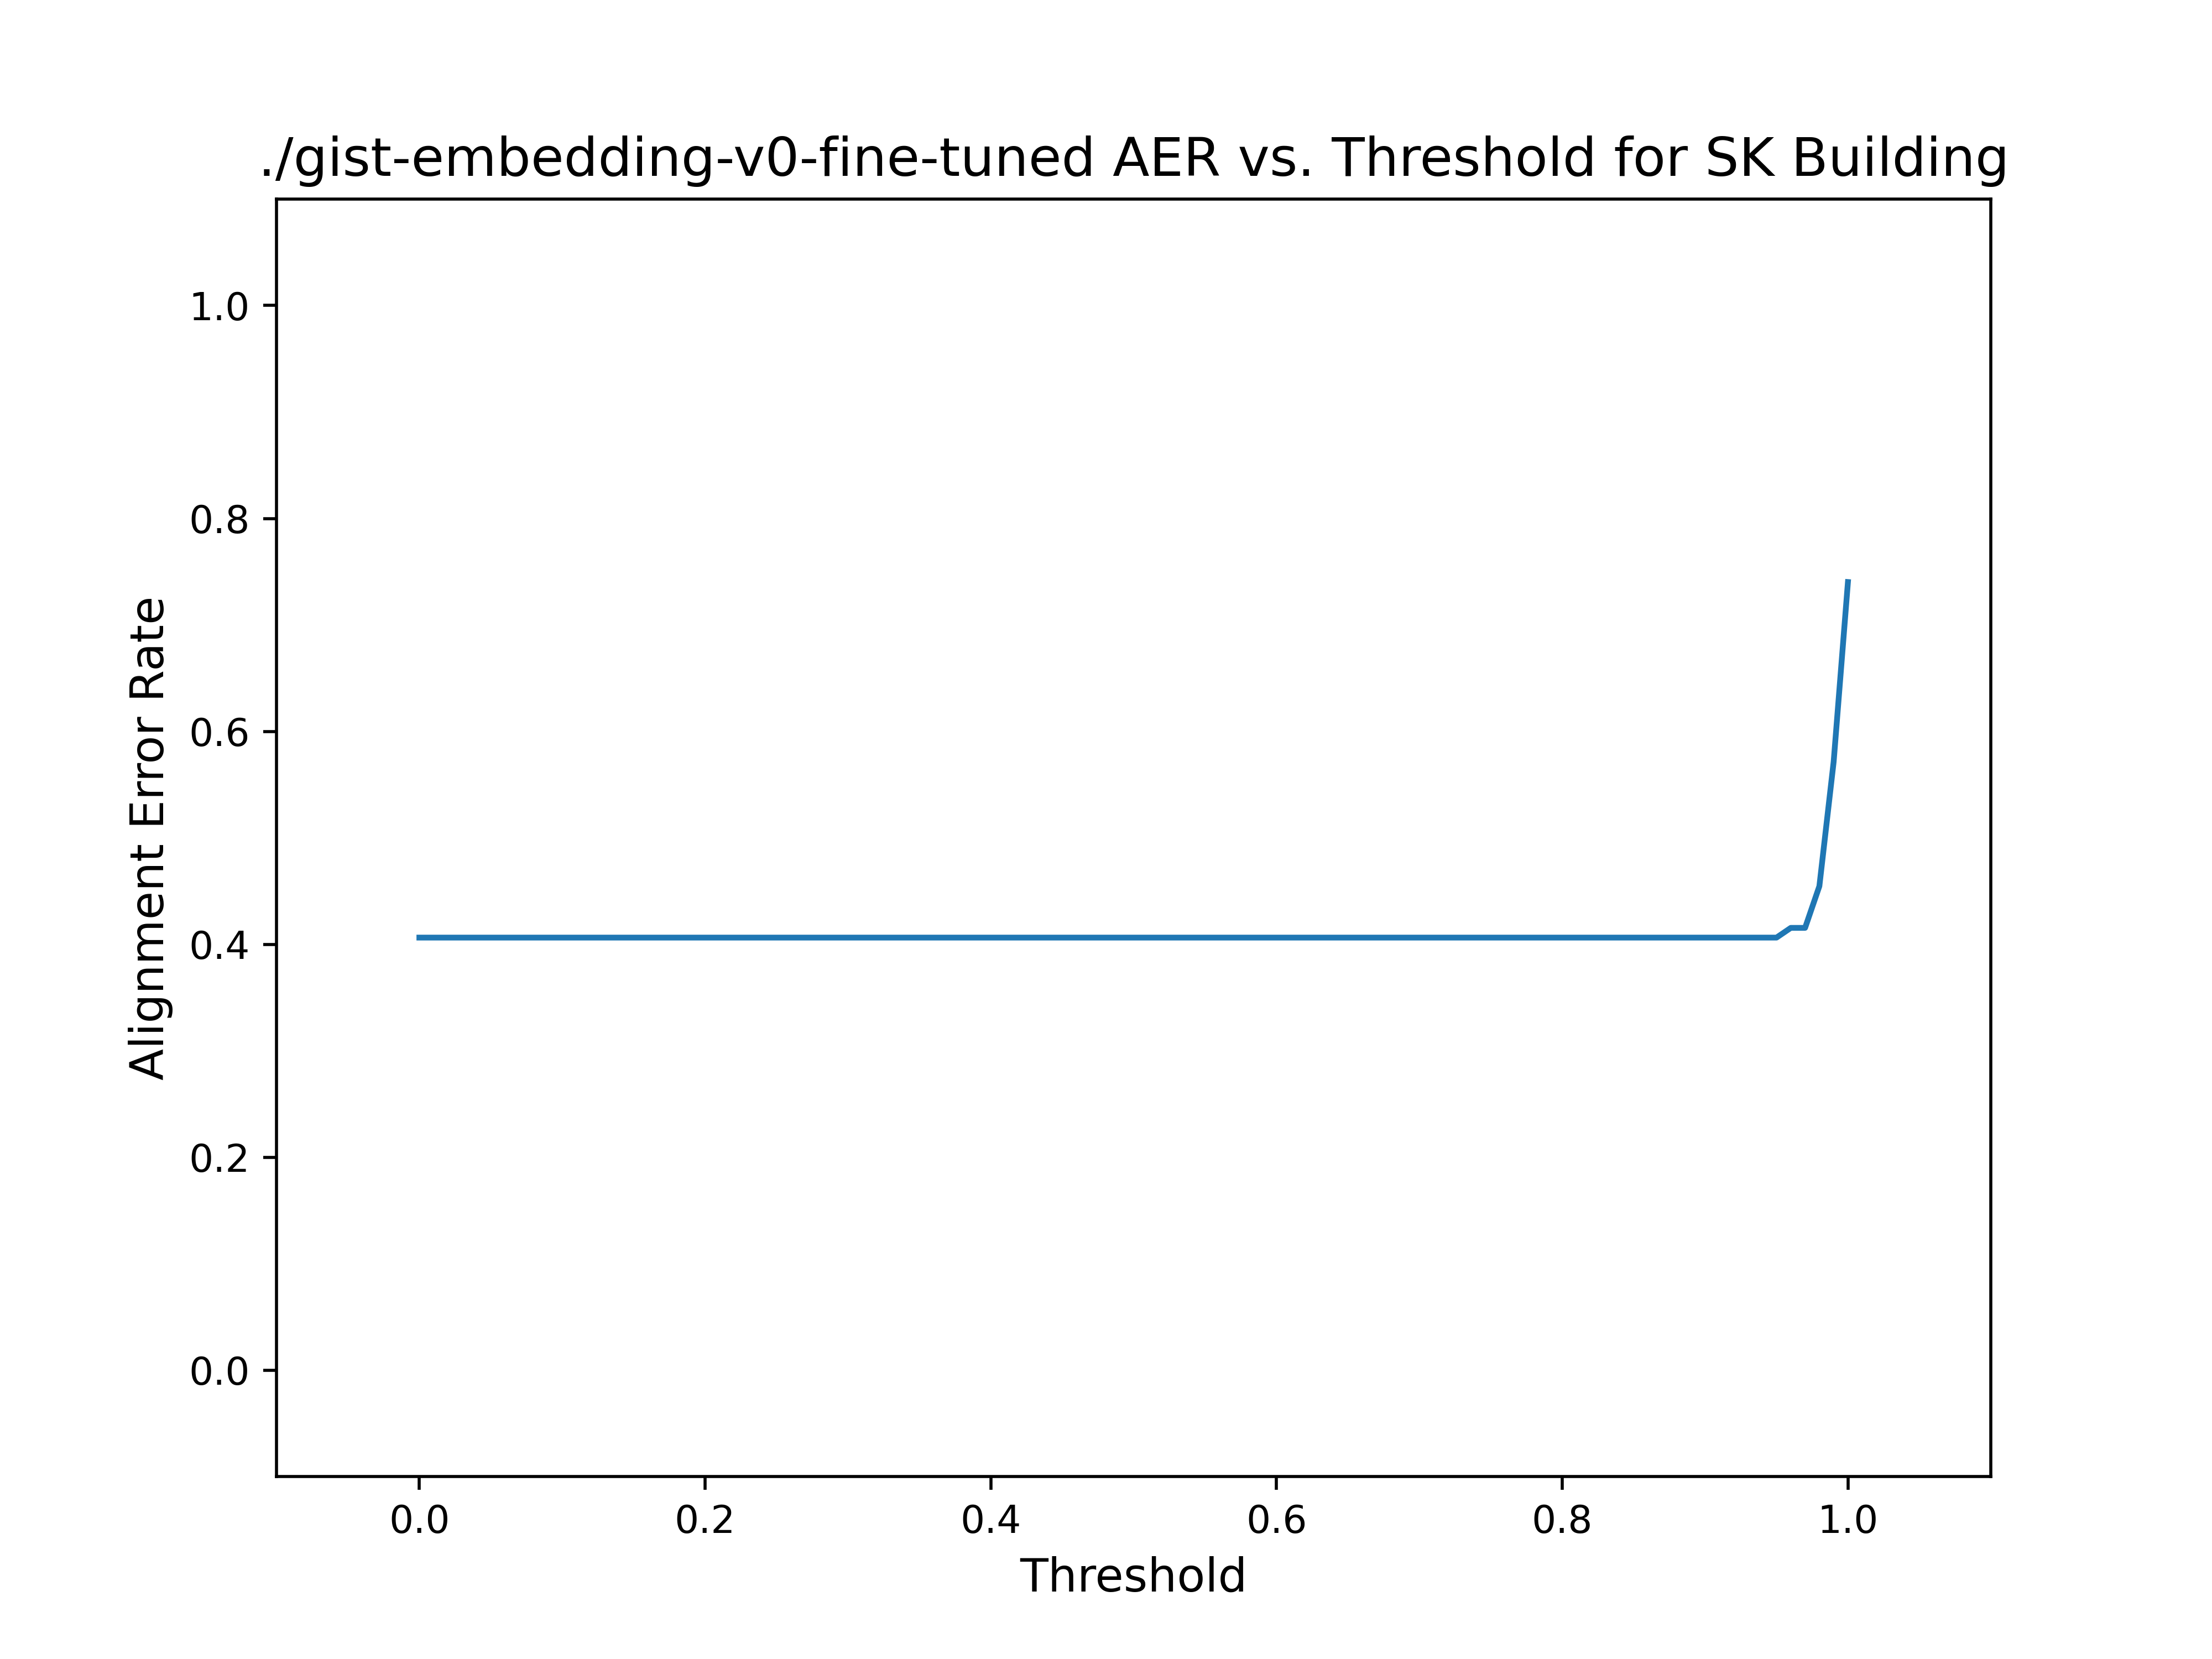 ./gist-embedding-v0-fine-tuned AER vs. Threshold for SK Building
1.0
0.8
0.6
0.4
0.2
0.0
Alignment Error Rate
0.0 0.2 0.4 0.6 0.8 1.0
Threshold